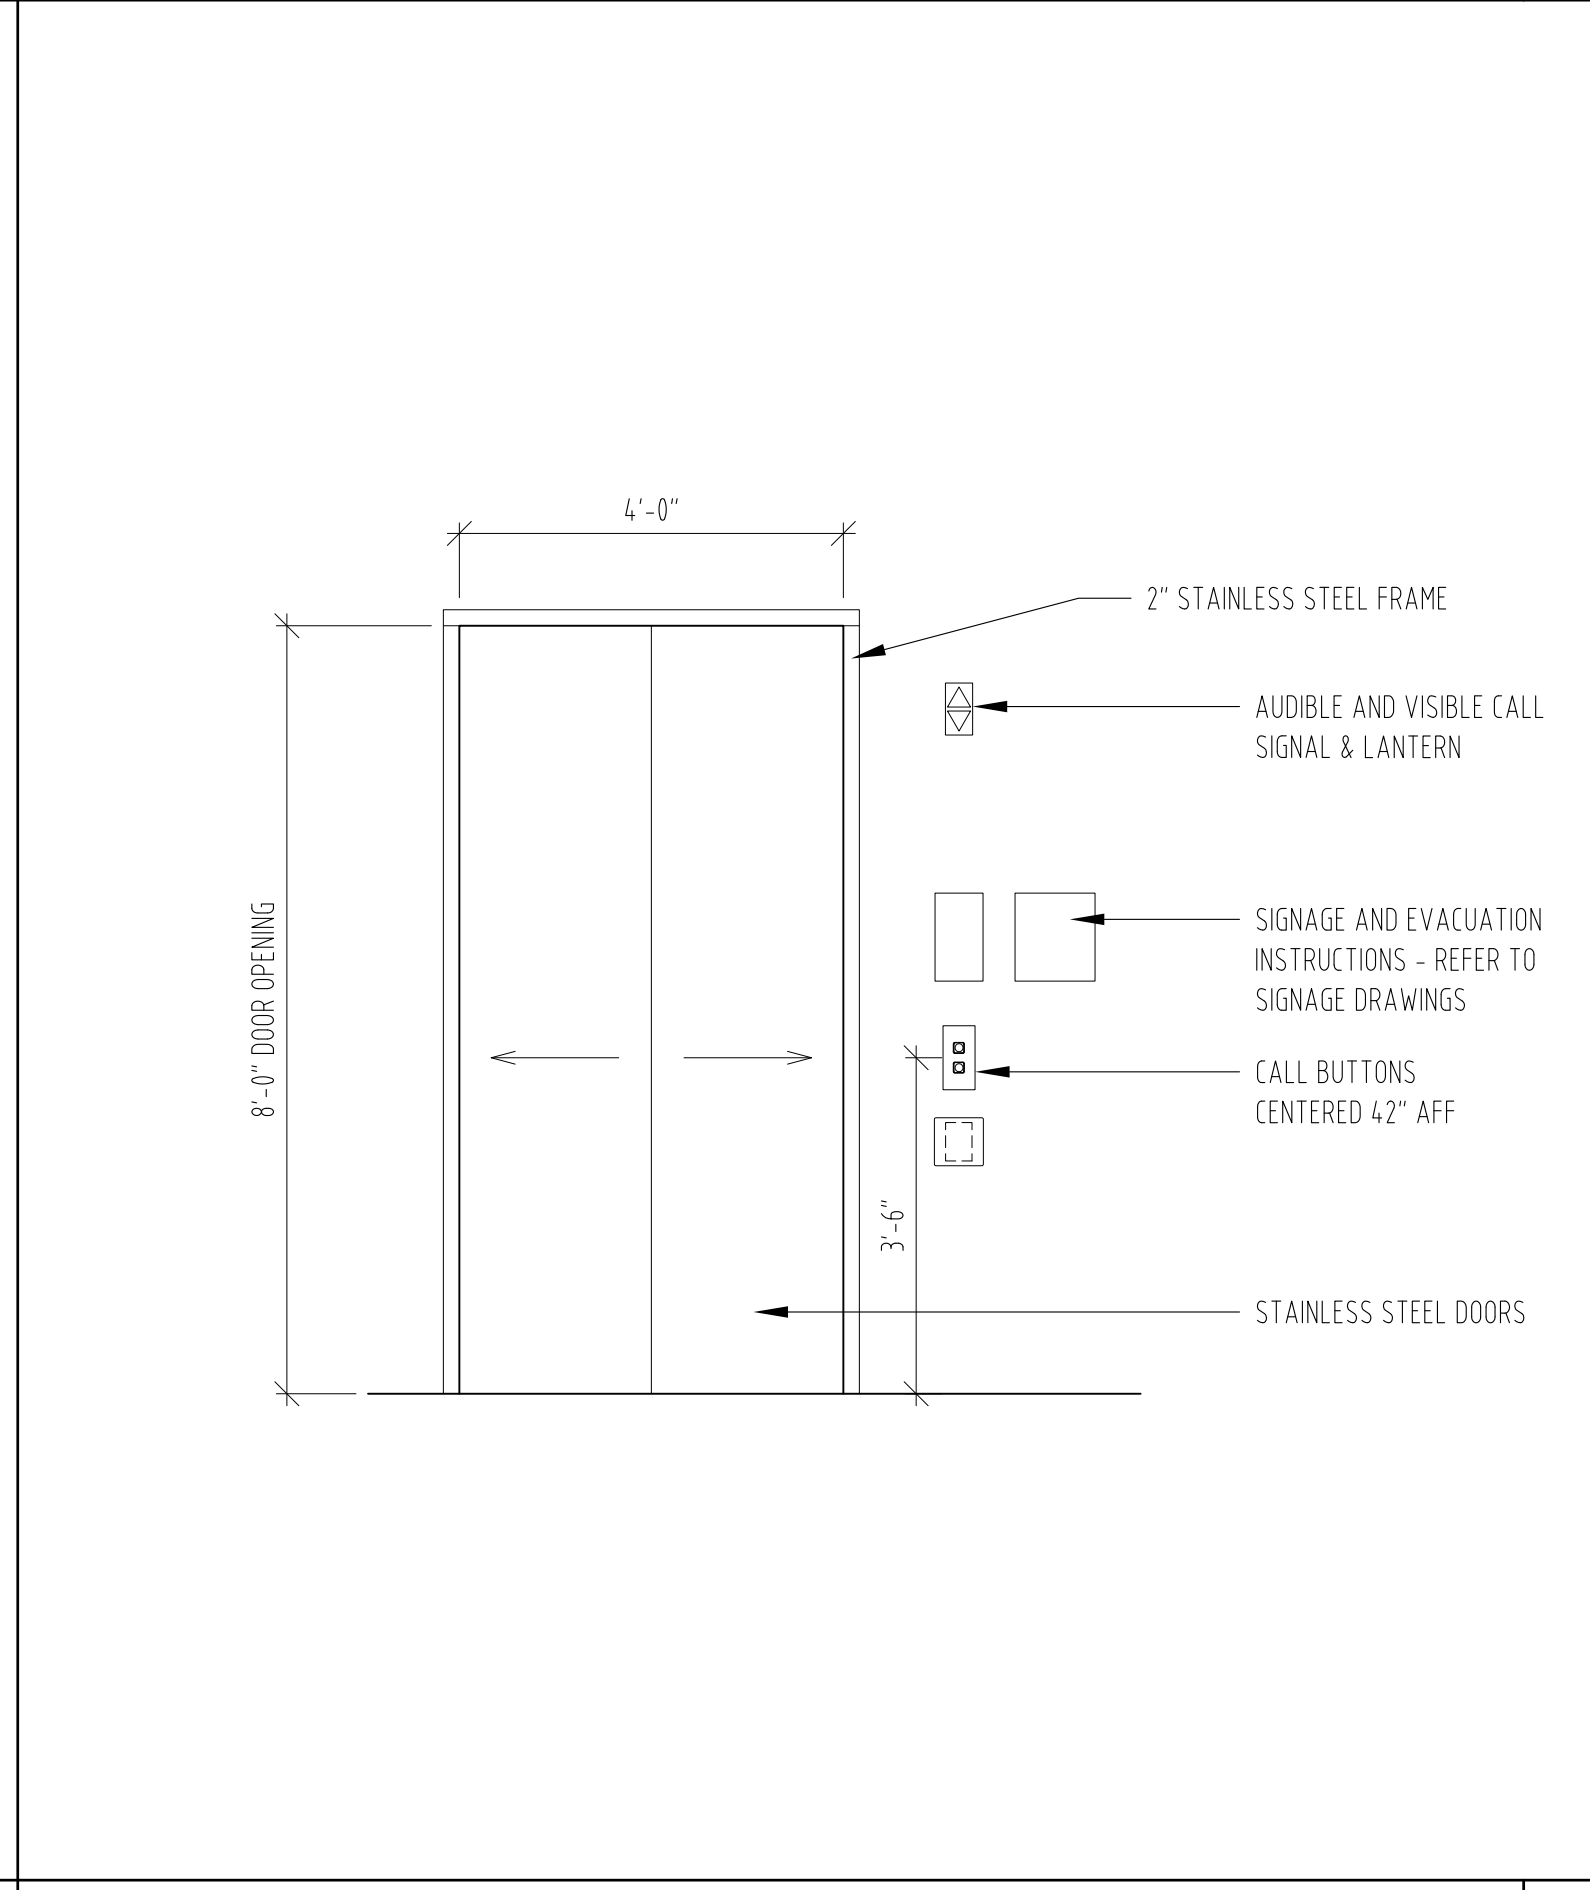 4'-0"
2" STAINLESS STEEL FRAME
AUDIBLE AND VISIBLE CALL
SIGNAL & LANTERN
8'-0" DOOR OPENING
SIGNAGE AND EVACUATION
INSTRUCTIONS - REFER TO
SIGNAGE DRAWINGS
CALL BUTTONS
CENTERED 42" AFF
3'-6"
STAINLESS STEEL DOORS